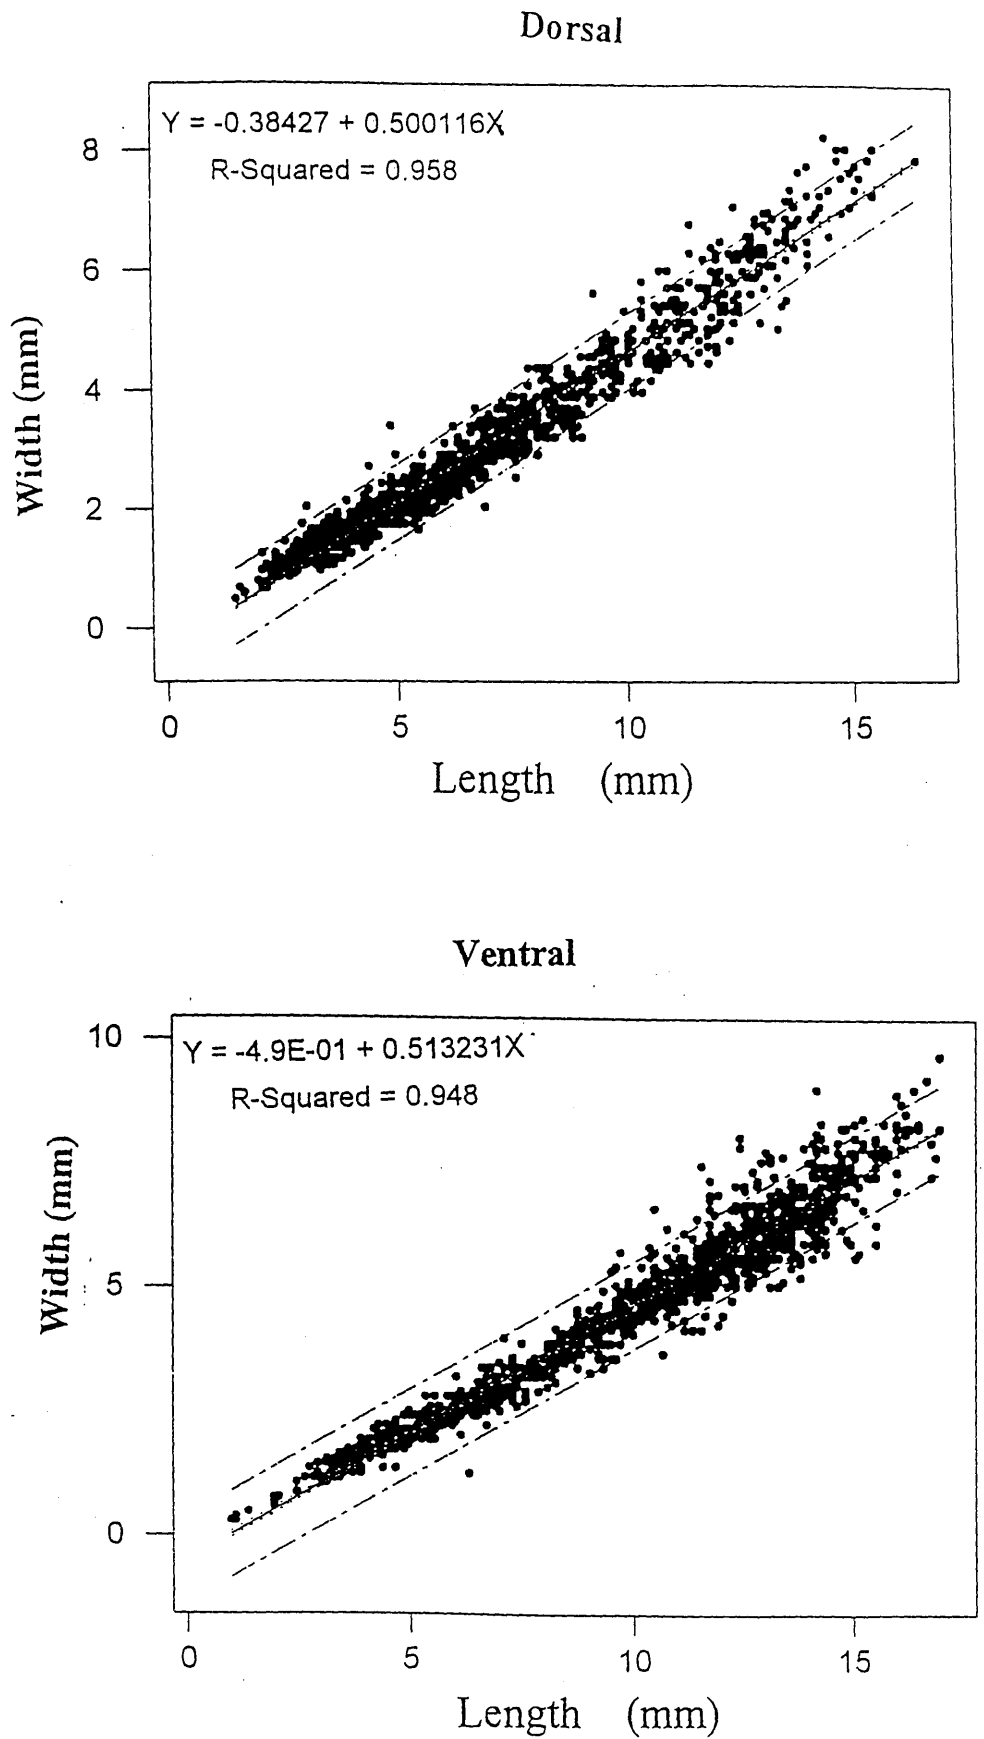 Dorsal
Y = -0.38427 + 0.500116X
R-Squared = 0.958
8
6
4
2
0
Width (mm)
0 5 10 15
Length (mm)
Ventral
10
Y = -4.9E-01 + 0.513231X
R-Squared = 0.948
5
0
Width (mm)
0 5 10 15
Length (mm)